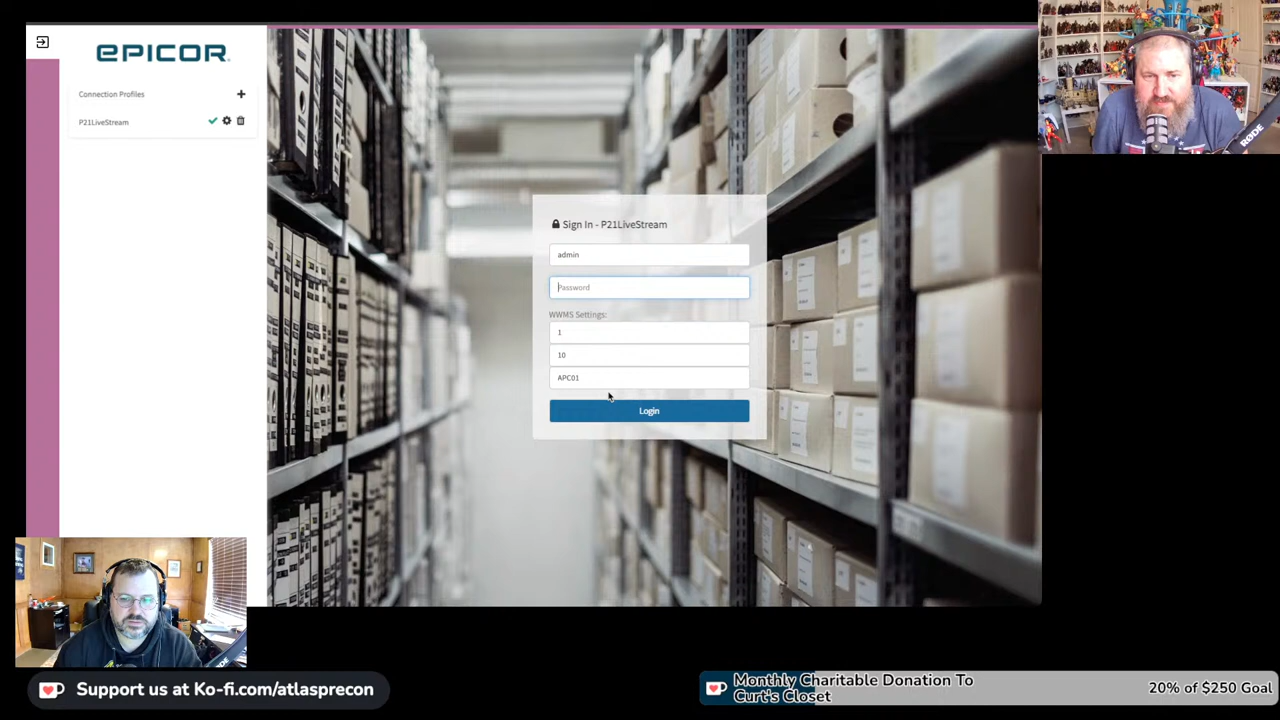 EPICOR
Connection Profiles
P21LiveStream
Sign In - P21LiveStream
admin
Password
WWMS Settings:
1
10
APC01
Login
RØDE
Support us at Ko-fi.com/atlasprecon
Monthly Charitable Donation To
Curt's Closet
20% of $250 Goal